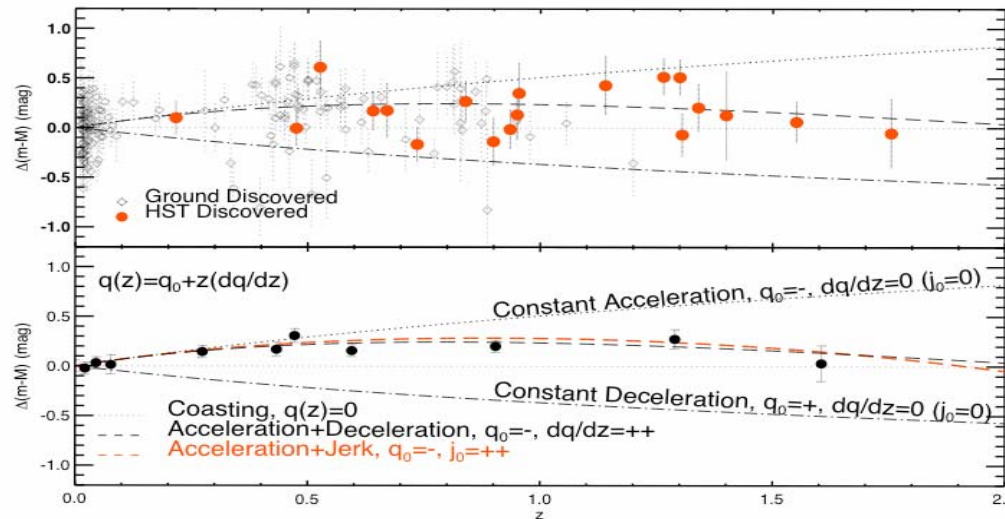 1.0
0.5
0.0
-0.5
-1.0
Δ(m-M) (mag)
Ground Discovered
HST Discovered
1.0
0.5
0.0
-0.5
-1.0
Δ(m-M) (mag)
q(z)=q₀+z(dq/dz)
Constant Acceleration, q₀=-, dq/dz=0 (j₀=0)
Constant Deceleration, q₀=+, dq/dz=0 (j₀=0)
Coasting, q(z)=0
Acceleration+Deceleration, q₀=-, dq/dz=++
Acceleration+Jerk, q₀=-, j₀=++
0.0 0.5 1.0 1.5
z